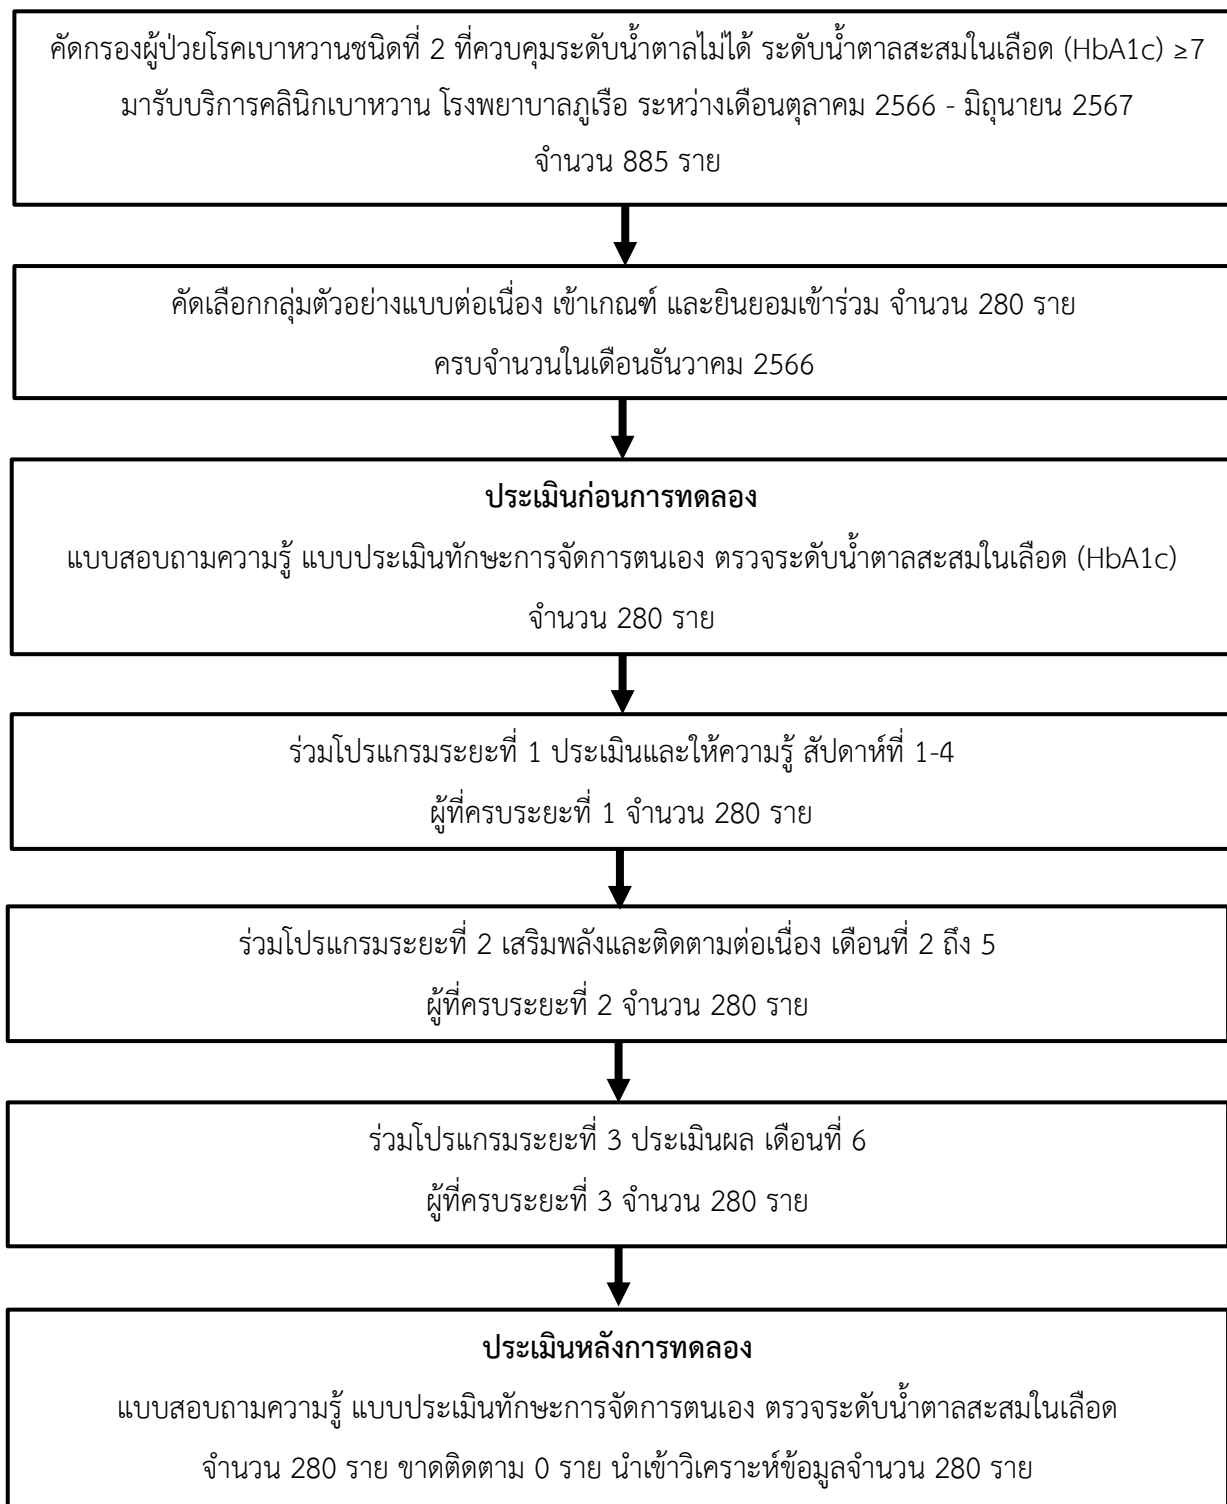 คัดกรองผู้ป่วยโรคเบาหวานชนิดที่ 2 ที่ควบคุมระดับน้ำตาลไม่ได้ ระดับน้ำตาลสะสมในเลือด (HbA1c) ≥7
มารับบริการคลินิกเบาหวาน โรงพยาบาลภูเรือ ระหว่างเดือนตุลาคม 2566 - มิถุนายน 2567
จำนวน 885 ราย
คัดเลือกกลุ่มตัวอย่างแบบต่อเนื่อง เข้าเกณฑ์ และยินยอมเข้าร่วม จำนวน 280 ราย
ครบจำนวนในเดือนธันวาคม 2566
ประเมินก่อนการทดลอง
แบบสอบถามความรู้ แบบประเมินทักษะการจัดการตนเอง ตรวจระดับน้ำตาลสะสมในเลือด (HbA1c)
จำนวน 280 ราย
ร่วมโปรแกรมระยะที่ 1 ประเมินและให้ความรู้ สัปดาห์ที่ 1-4
ผู้ที่ครบระยะที่ 1 จำนวน 280 ราย
ร่วมโปรแกรมระยะที่ 2 เสริมพลังและติดตามต่อเนื่อง เดือนที่ 2 ถึง 5
ผู้ที่ครบระยะที่ 2 จำนวน 280 ราย
ร่วมโปรแกรมระยะที่ 3 ประเมินผล เดือนที่ 6
ผู้ที่ครบระยะที่ 3 จำนวน 280 ราย
ประเมินหลังการทดลอง
แบบสอบถามความรู้ แบบประเมินทักษะการจัดการตนเอง ตรวจระดับน้ำตาลสะสมในเลือด
จำนวน 280 ราย ขาดติดตาม 0 ราย นำเข้าวิเคราะห์ข้อมูลจำนวน 280 ราย